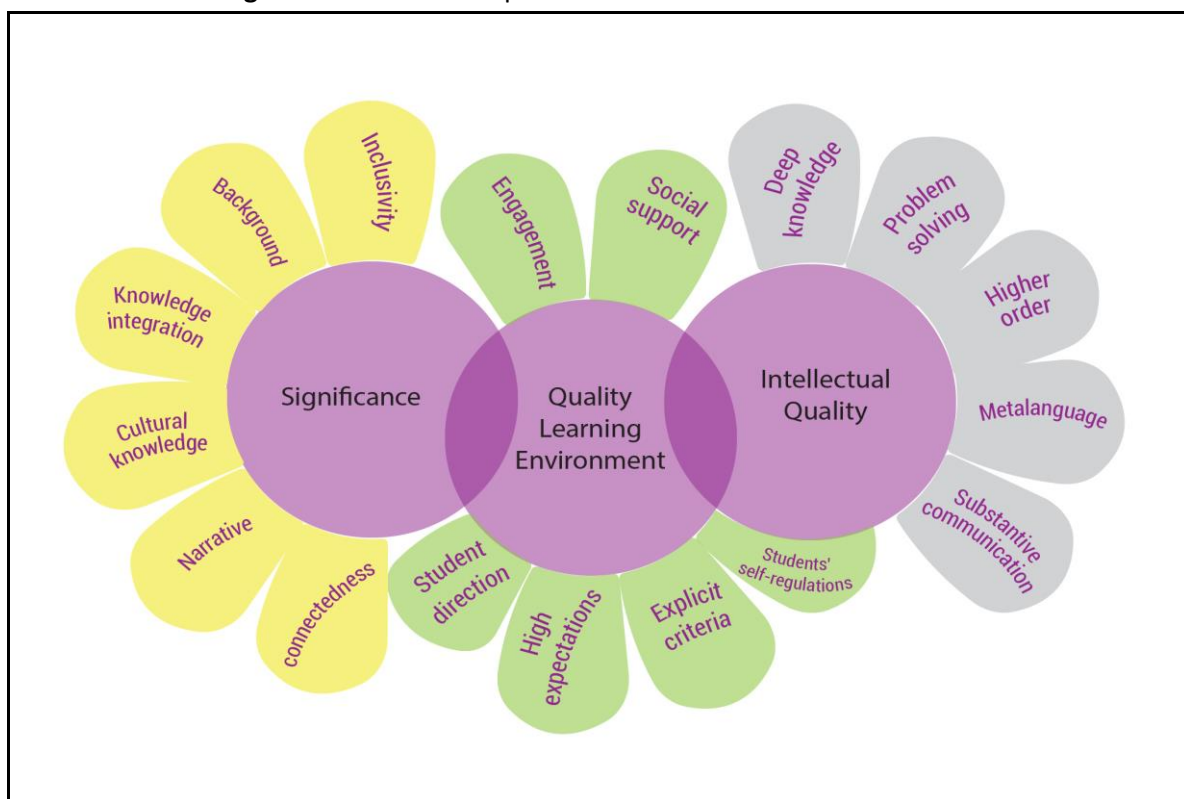 Inclusivity
Background
Knowledge
integration
Cultural
knowledge
Narrative
connectedness
Significance
Engagement
Social
support
Quality
Learning
Environment
Student
direction
High
expectations
Explicit
criteria
Students'
self-regulations
Deep
knowledge
Problem
solving
Higher
order
Metalanguage
Substantive
communication
Intellectual
Quality